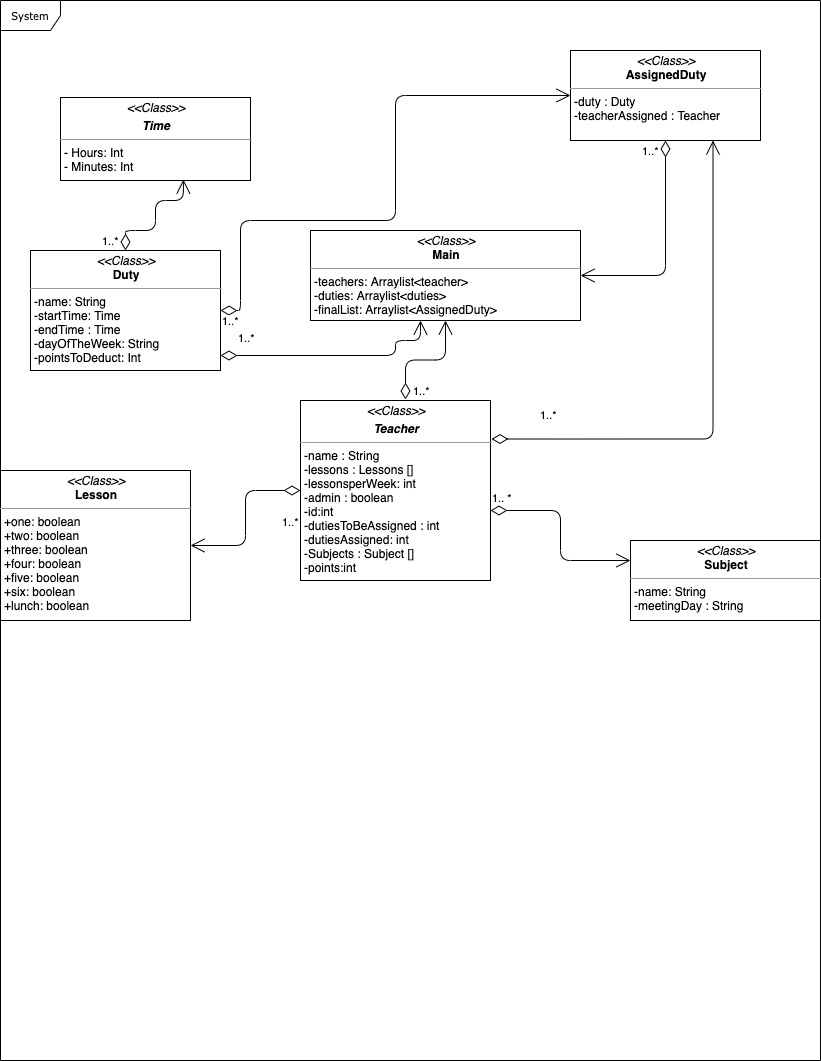 System
<<Class>>
AssignedDuty
-duty : Duty
-teacherAssigned : Teacher
1..*
<<Class>>
Time
- Hours: Int
- Minutes: Int
1..*
<<Class>>
Duty
-name: String
-startTime: Time
-endTime : Time
-dayOfTheWeek: String
-pointsToDeduct: Int
1..*
1..*
<<Class>>
Main
-teachers: Arraylist<teacher>
-duties: Arraylist<duties>
-finalList: Arraylist<AssignedDuty>
1..*
<<Class>>
Teacher
-name : String
-lessons : Lessons []
-lessonsperWeek: int
-admin : boolean
-id:int
-dutiesToBeAssigned : int
-dutiesAssigned: int
-Subjects : Subject []
-points:int
1..*
1.. *
1..*
<<Class>>
Lesson
+one: boolean
+two: boolean
+three: boolean
+four: boolean
+five: boolean
+six: boolean
+lunch: boolean
<<Class>>
Subject
-name: String
-meetingDay : String